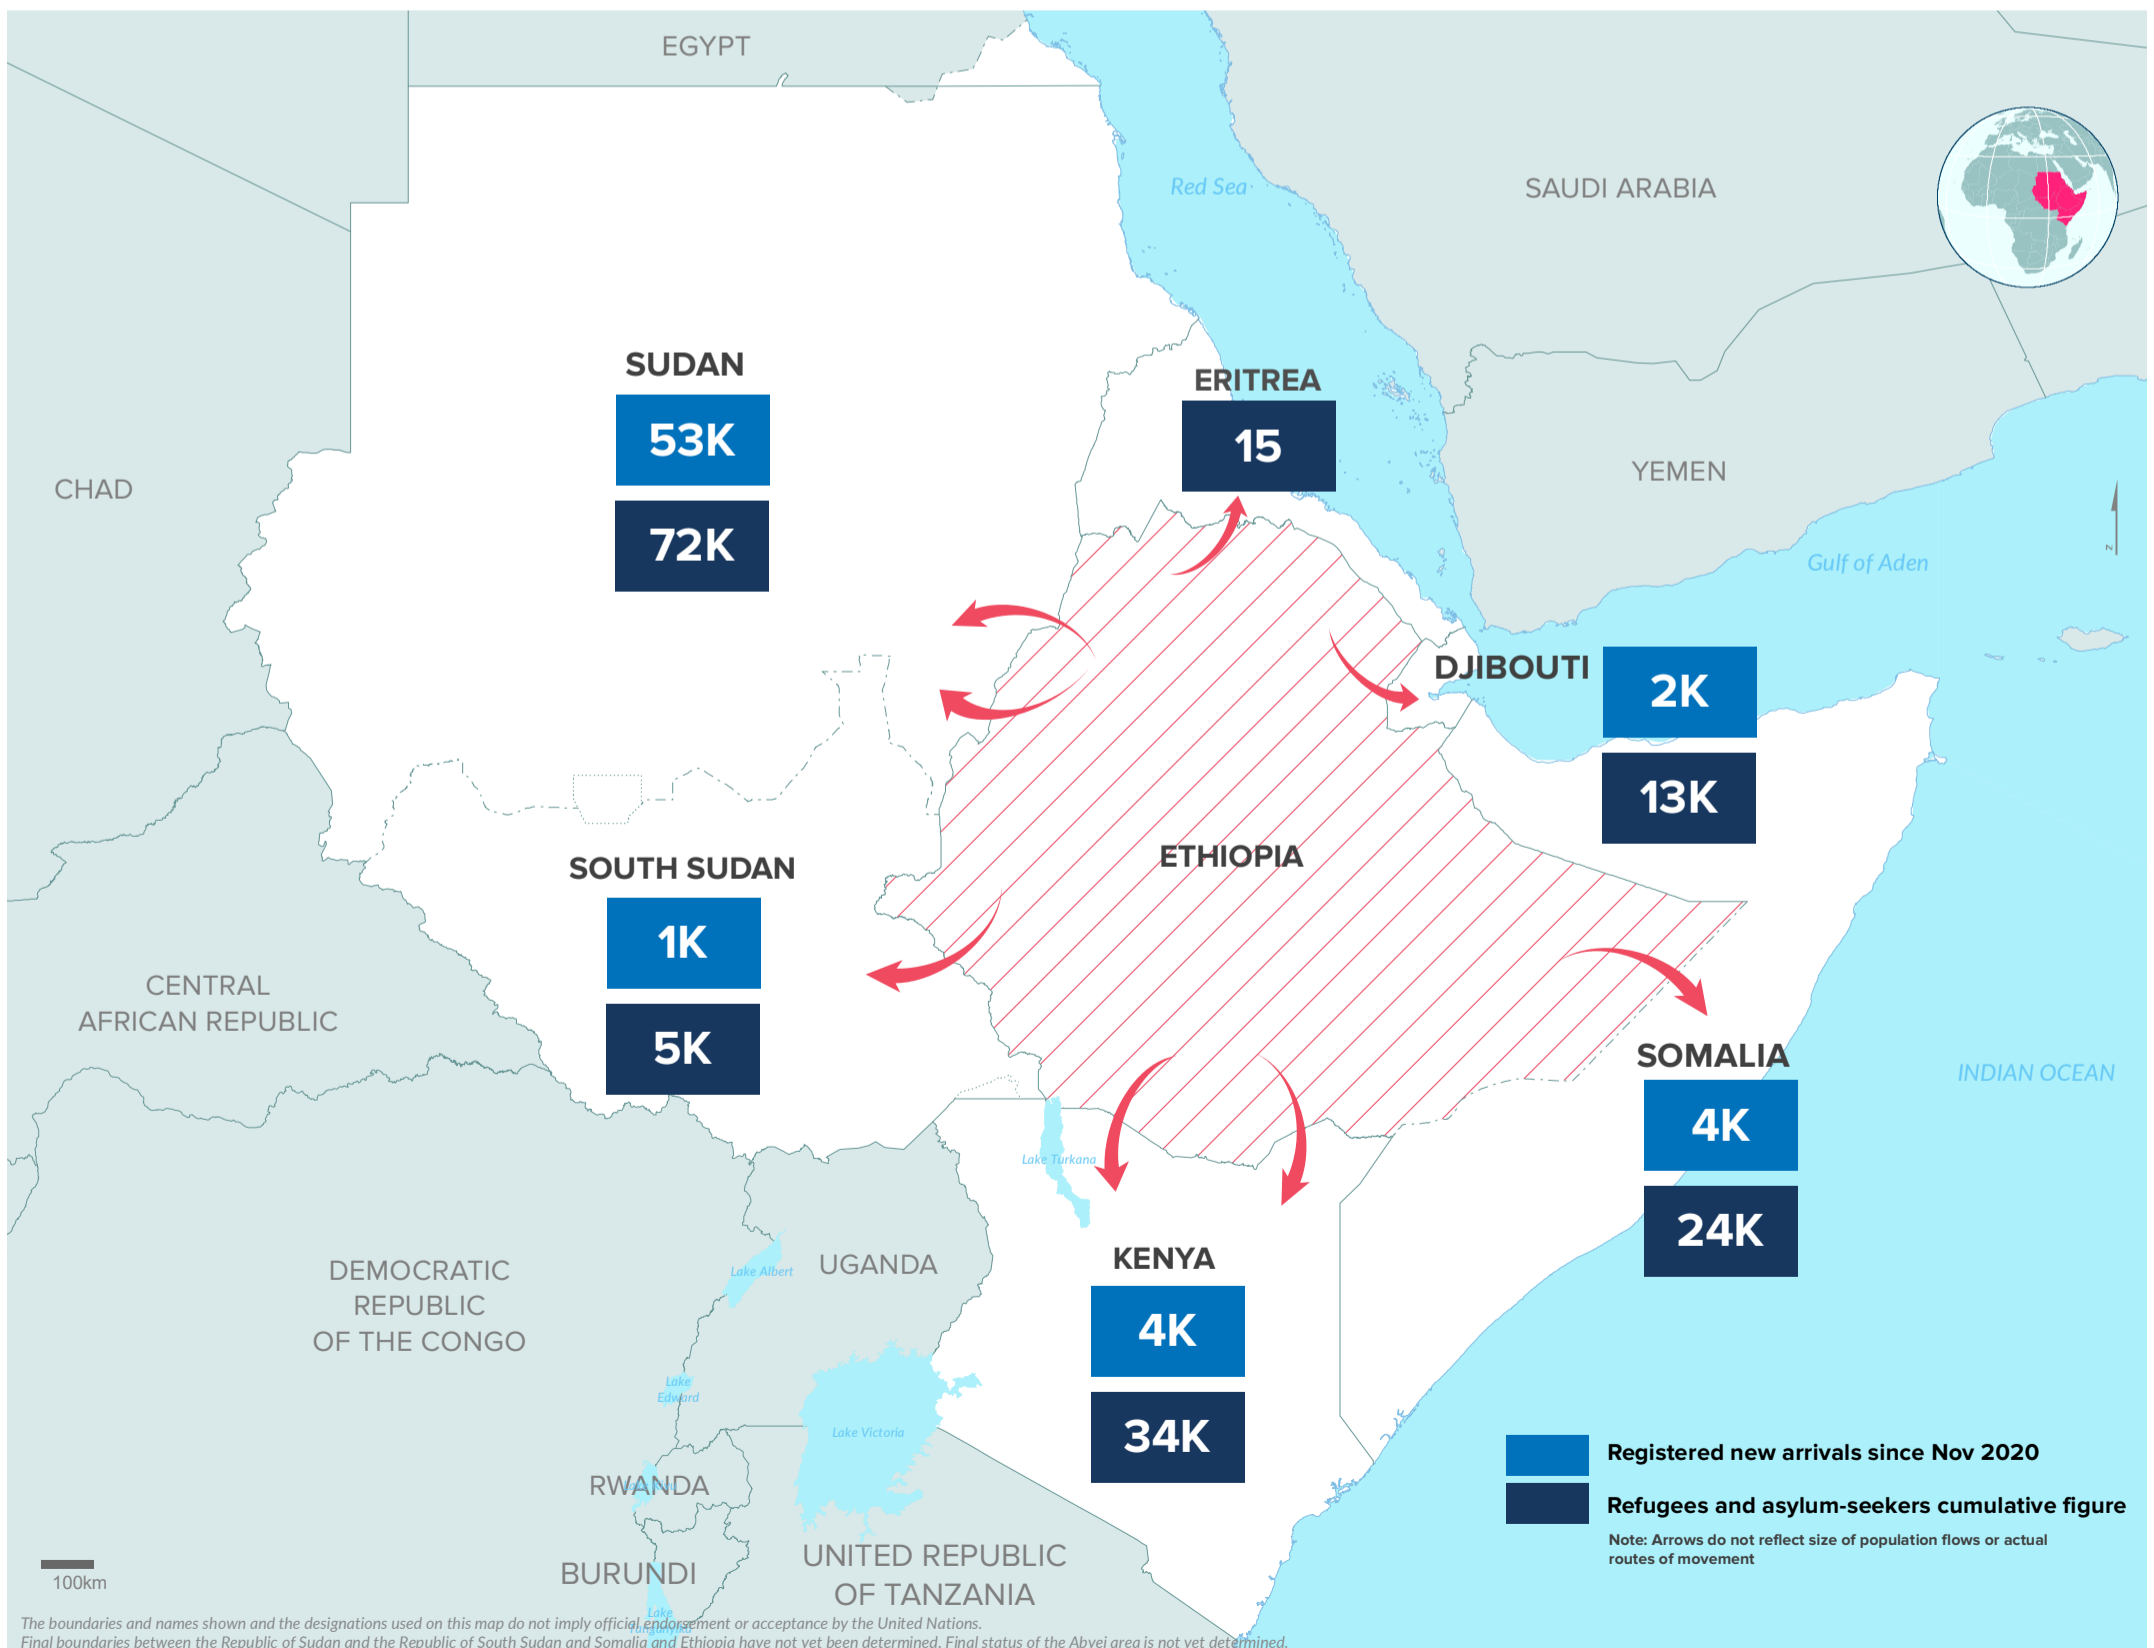 EGYPT
Red Sea
SAUDI ARABIA
SUDAN
53K
72K
ERITREA
15
CHAD
YEMEN
Gulf of Aden
z
DJIBOUTI
2K
13K
ETHIOPIA
SOUTH SUDAN
1K
5K
CENTRAL
AFRICAN REPUBLIC
SOMALIA
4K
24K
INDIAN OCEAN
Lake Turkana
KENYA
4K
34K
DEMOCRATIC
REPUBLIC
OF THE CONGO
UGANDA
Lake Albert
Lake
Edward
Lake Victoria
RWANDA
BURUNDI
Lake
UNITED REPUBLIC
OF TANZANIA
Registered new arrivals since Nov 2020
Refugees and asylum-seekers cumulative figure
Note: Arrows do not reflect size of population flows or actual
routes of movement
100km
The boundaries and names shown and the designations used on this map do not imply official endorsement or acceptance by the United Nations.
Final boundaries between the Republic of Sudan and the Republic of South Sudan and Somalia and Ethiopia have not yet been determined. Final status of the Abyei area is not yet determined.